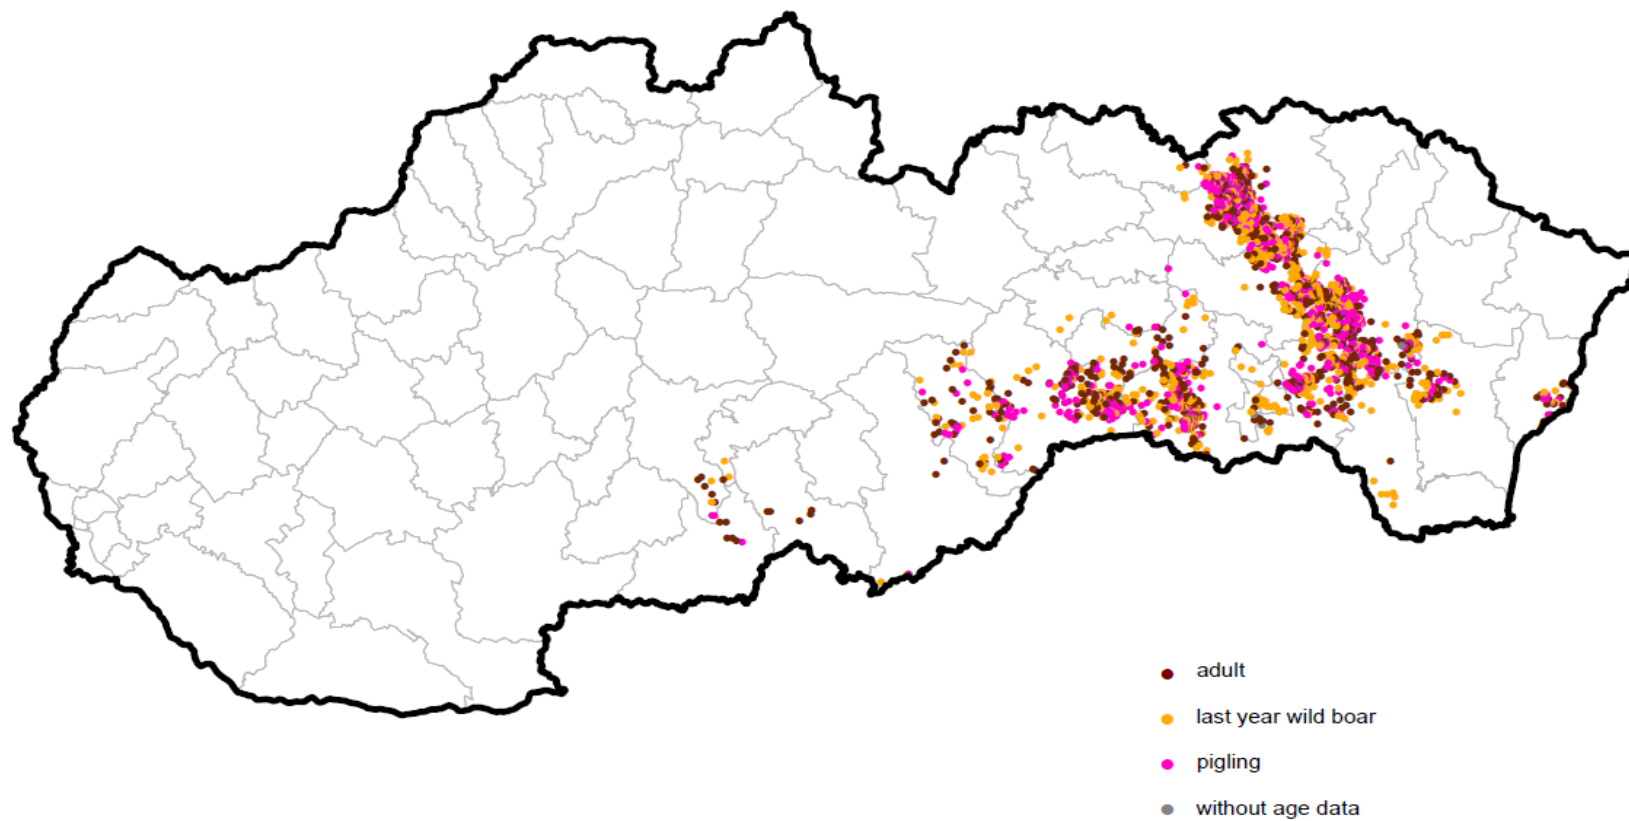 adult
last year wild boar
pigling
without age data